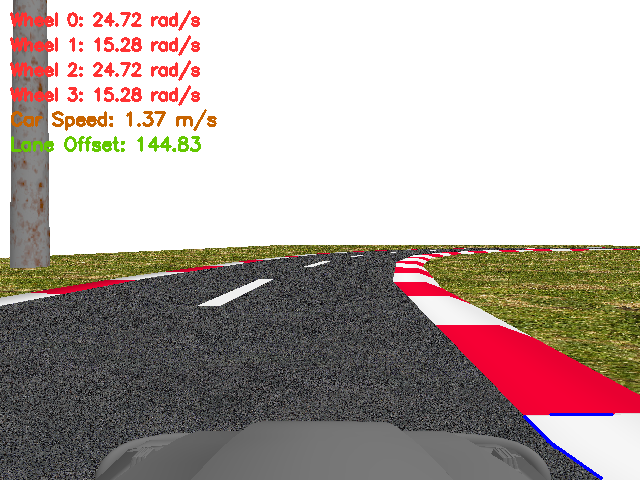 Wheel 0: 24.72 rad/s
Wheel 1: 15.28 rad/s
Wheel 2: 24.72 rad/s
Wheel 3: 15.28 rad/s
Car Speed: 1.37 m/s
Lane Offset: 144.83